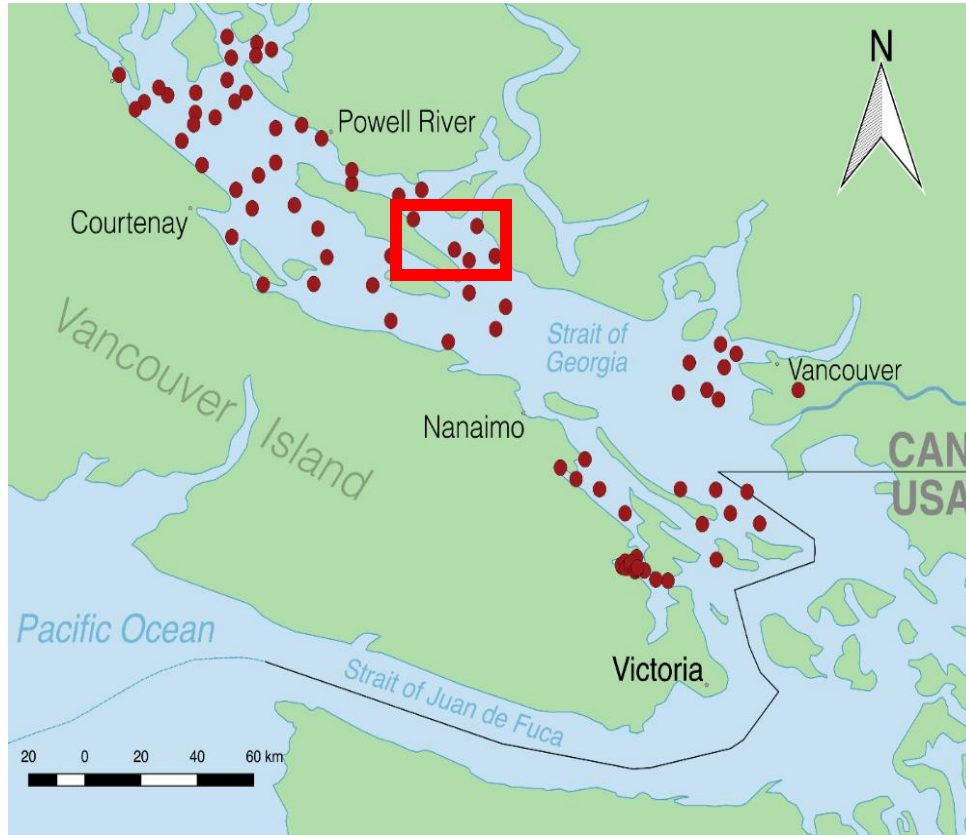 N
Powell River
Courtenay
Strait of
Georgia
Vancouver
Vancouver Island
Nanaimo
CAN
USA
Pacific Ocean
Victoria
Strait of Juan de Fuca
20 0 20 40 60 km